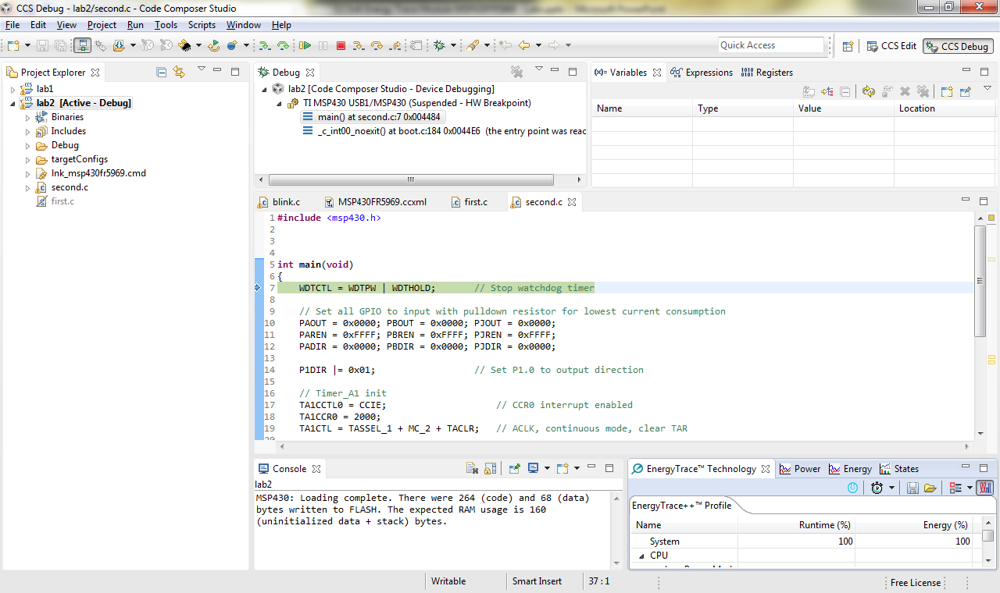 CCS Debug - lab2/second.c - Code Composer Studio
File Edit View Project Run Tools Scripts Window Help
Quick Access
CCS Edit
CCS Debug
Project Explorer
lab1
lab2 [Active - Debug]
Binaries
Includes
Debug
targetConfigs
lnk_msp430fr5969.cmd
second.c
first.c
Debug
lab2 [Code Composer Studio - Device Debugging]
TI MSP430 USB1/MSP430 (Suspended - HW Breakpoint)
main() at second.c:7 0x004484
_c_int00_noexit() at boot.c:184 0x0044E6 (the entry point was reac
(x)= Variables
Expressions
1010 0101 Registers
Name Type Value Location
blink.c MSP430FR5969.ccxml first.c second.c
1 #include <msp430.h>
2
3
4
5 int main(void)
6 {
7 WDTCTL = WDTPW | WDTHOLD; // Stop watchdog timer
8
9 // Set all GPIO to input with pulldown resistor for lowest current consumption
10 PAOUT = 0x0000; PBOUT = 0x0000; PJOUT = 0x0000;
11 PAREN = 0xFFFF; PBREN = 0xFFFF; PJREN = 0xFFFF;
12 PADIR = 0x0000; PBDIR = 0x0000; PJDIR = 0x0000;
13
14 P1DIR |= 0x01; // Set P1.0 to output direction
15
16 // Timer_A1 init
17 TA1CCTL0 = CCIE; // CCR0 interrupt enabled
18 TA1CCR0 = 2000;
19 TA1CTL = TASSEL_1 + MC_2 + TACLR; // ACLK, continuous mode, clear TAR
Console
lab2
MSP430: Loading complete. There were 264 (code) and 68 (data)
bytes written to FLASH. The expected RAM usage is 160
(uninitialized data + stack) bytes.
EnergyTrace™ Technology Power Energy States
EnergyTrace++™ Profile
Name Runtime (%) Energy (%)
System 100 100
CPU
Writable Smart Insert 37 : 1 Free License